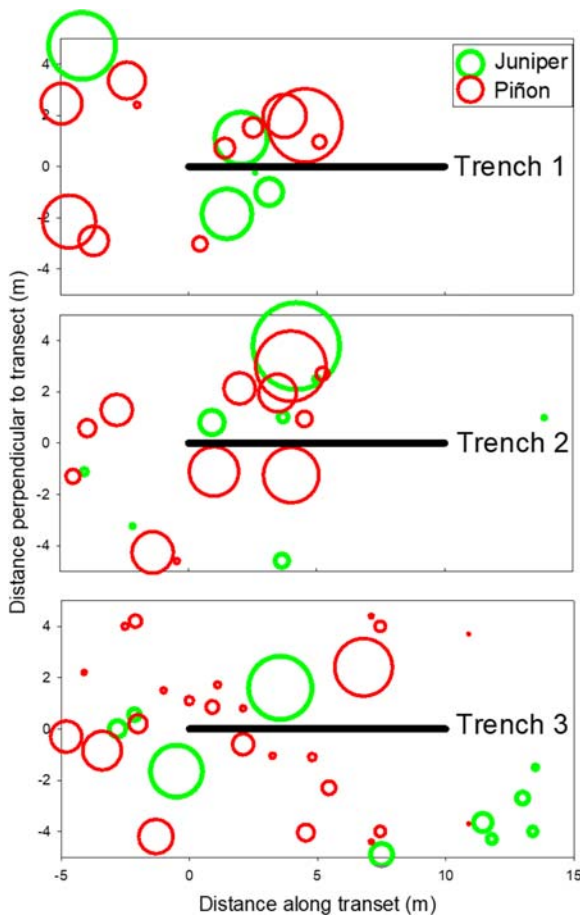 4
2
0
-2
-4
Juniper
Piñon
Trench 1
Distance perpendicular to transect (m)
4
2
0
-2
-4
Trench 2
4
2
0
-2
-4
Trench 3
-5 0 5 10 15
Distance along transet (m)